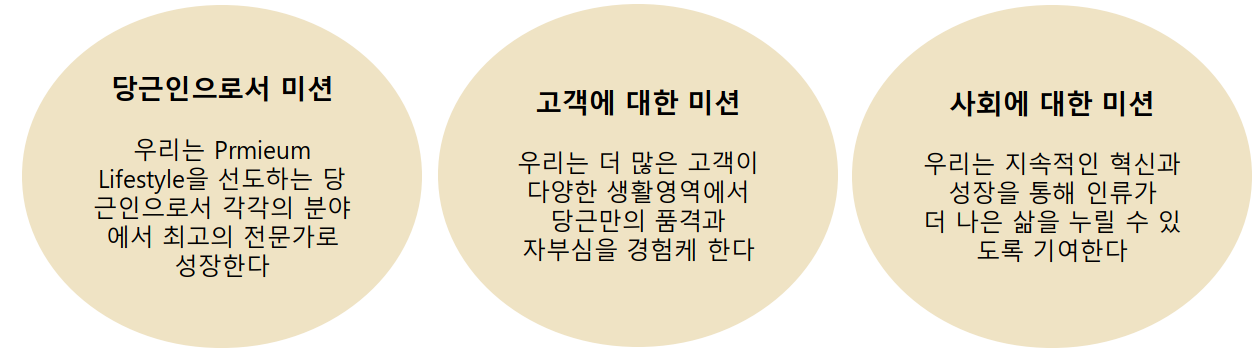 당근인으로서 미션
우리는 Prmieum
Lifestyle을 선도하는 당
근인으로서 각각의 분야
에서 최고의 전문가로
성장한다
고객에 대한 미션
우리는 더 많은 고객이
다양한 생활영역에서
당근만의 품격과
자부심을 경험케 한다
사회에 대한 미션
우리는 지속적인 혁신과
성장을 통해 인류가
더 나은 삶을 누릴 수 있
도록 기여한다